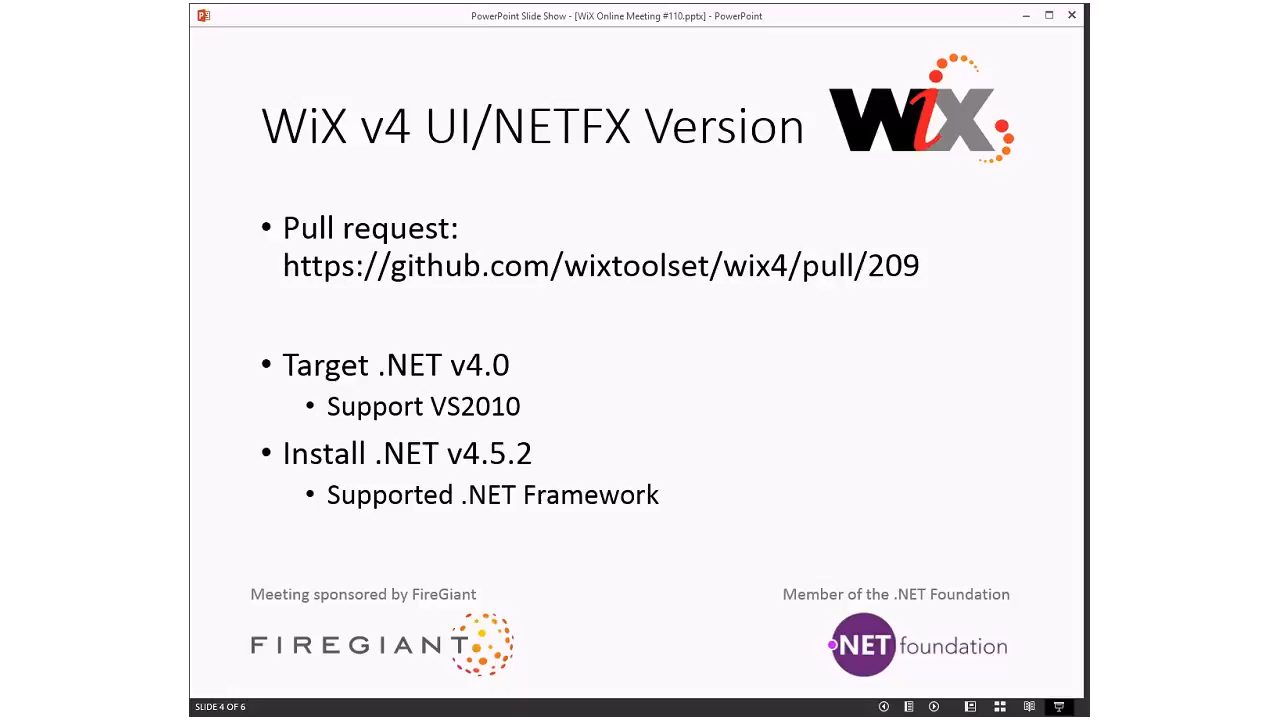 PowerPoint Slide Show - [WiX Online Meeting #110.pptx] - PowerPoint
WiX v4 UI/NETFX Version
WiX
• Pull request:
https://github.com/wixtoolset/wix4/pull/209
• Target .NET v4.0
• Support VS2010
• Install .NET v4.5.2
• Supported .NET Framework
Meeting sponsored by FireGiant
Member of the .NET Foundation
FIREGIANT
.NET foundation
SLIDE 4 OF 6